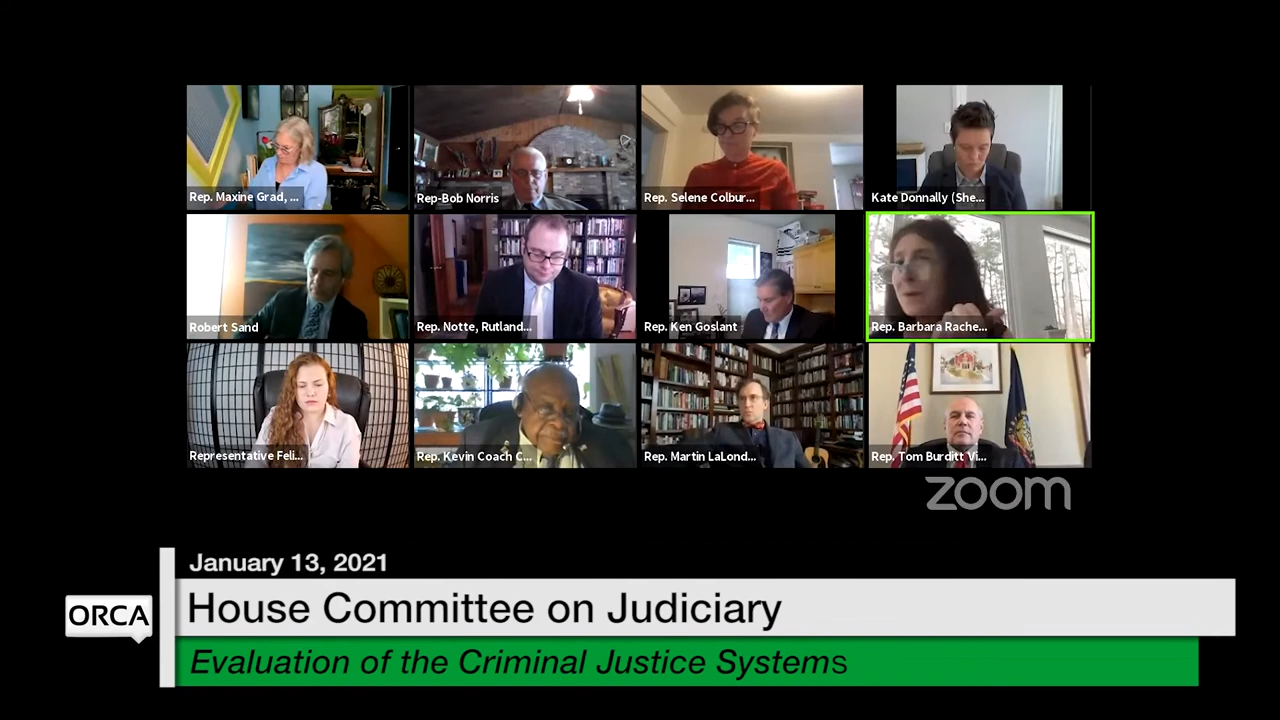 Rep. Maxine Grad, ...
Rep-Bob Norris
Rep. Selene Colbur...
Kate Donnally (She...
Robert Sand
Rep. Notte, Rutland...
Rep. Ken Goslant
Rep. Barbara Rache...
Representative Feli...
Rep. Kevin Coach C...
Rep. Martin LaLond...
Rep. Tom Burditt Vi...
zoom
January 13, 2021
ORCA
House Committee on Judiciary
Evaluation of the Criminal Justice Systems